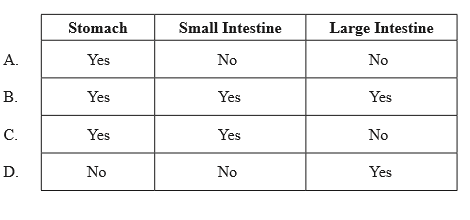 Stomach Small Intestine Large Intestine
A. Yes No No
B. Yes Yes Yes
C. Yes Yes No
D. No No Yes